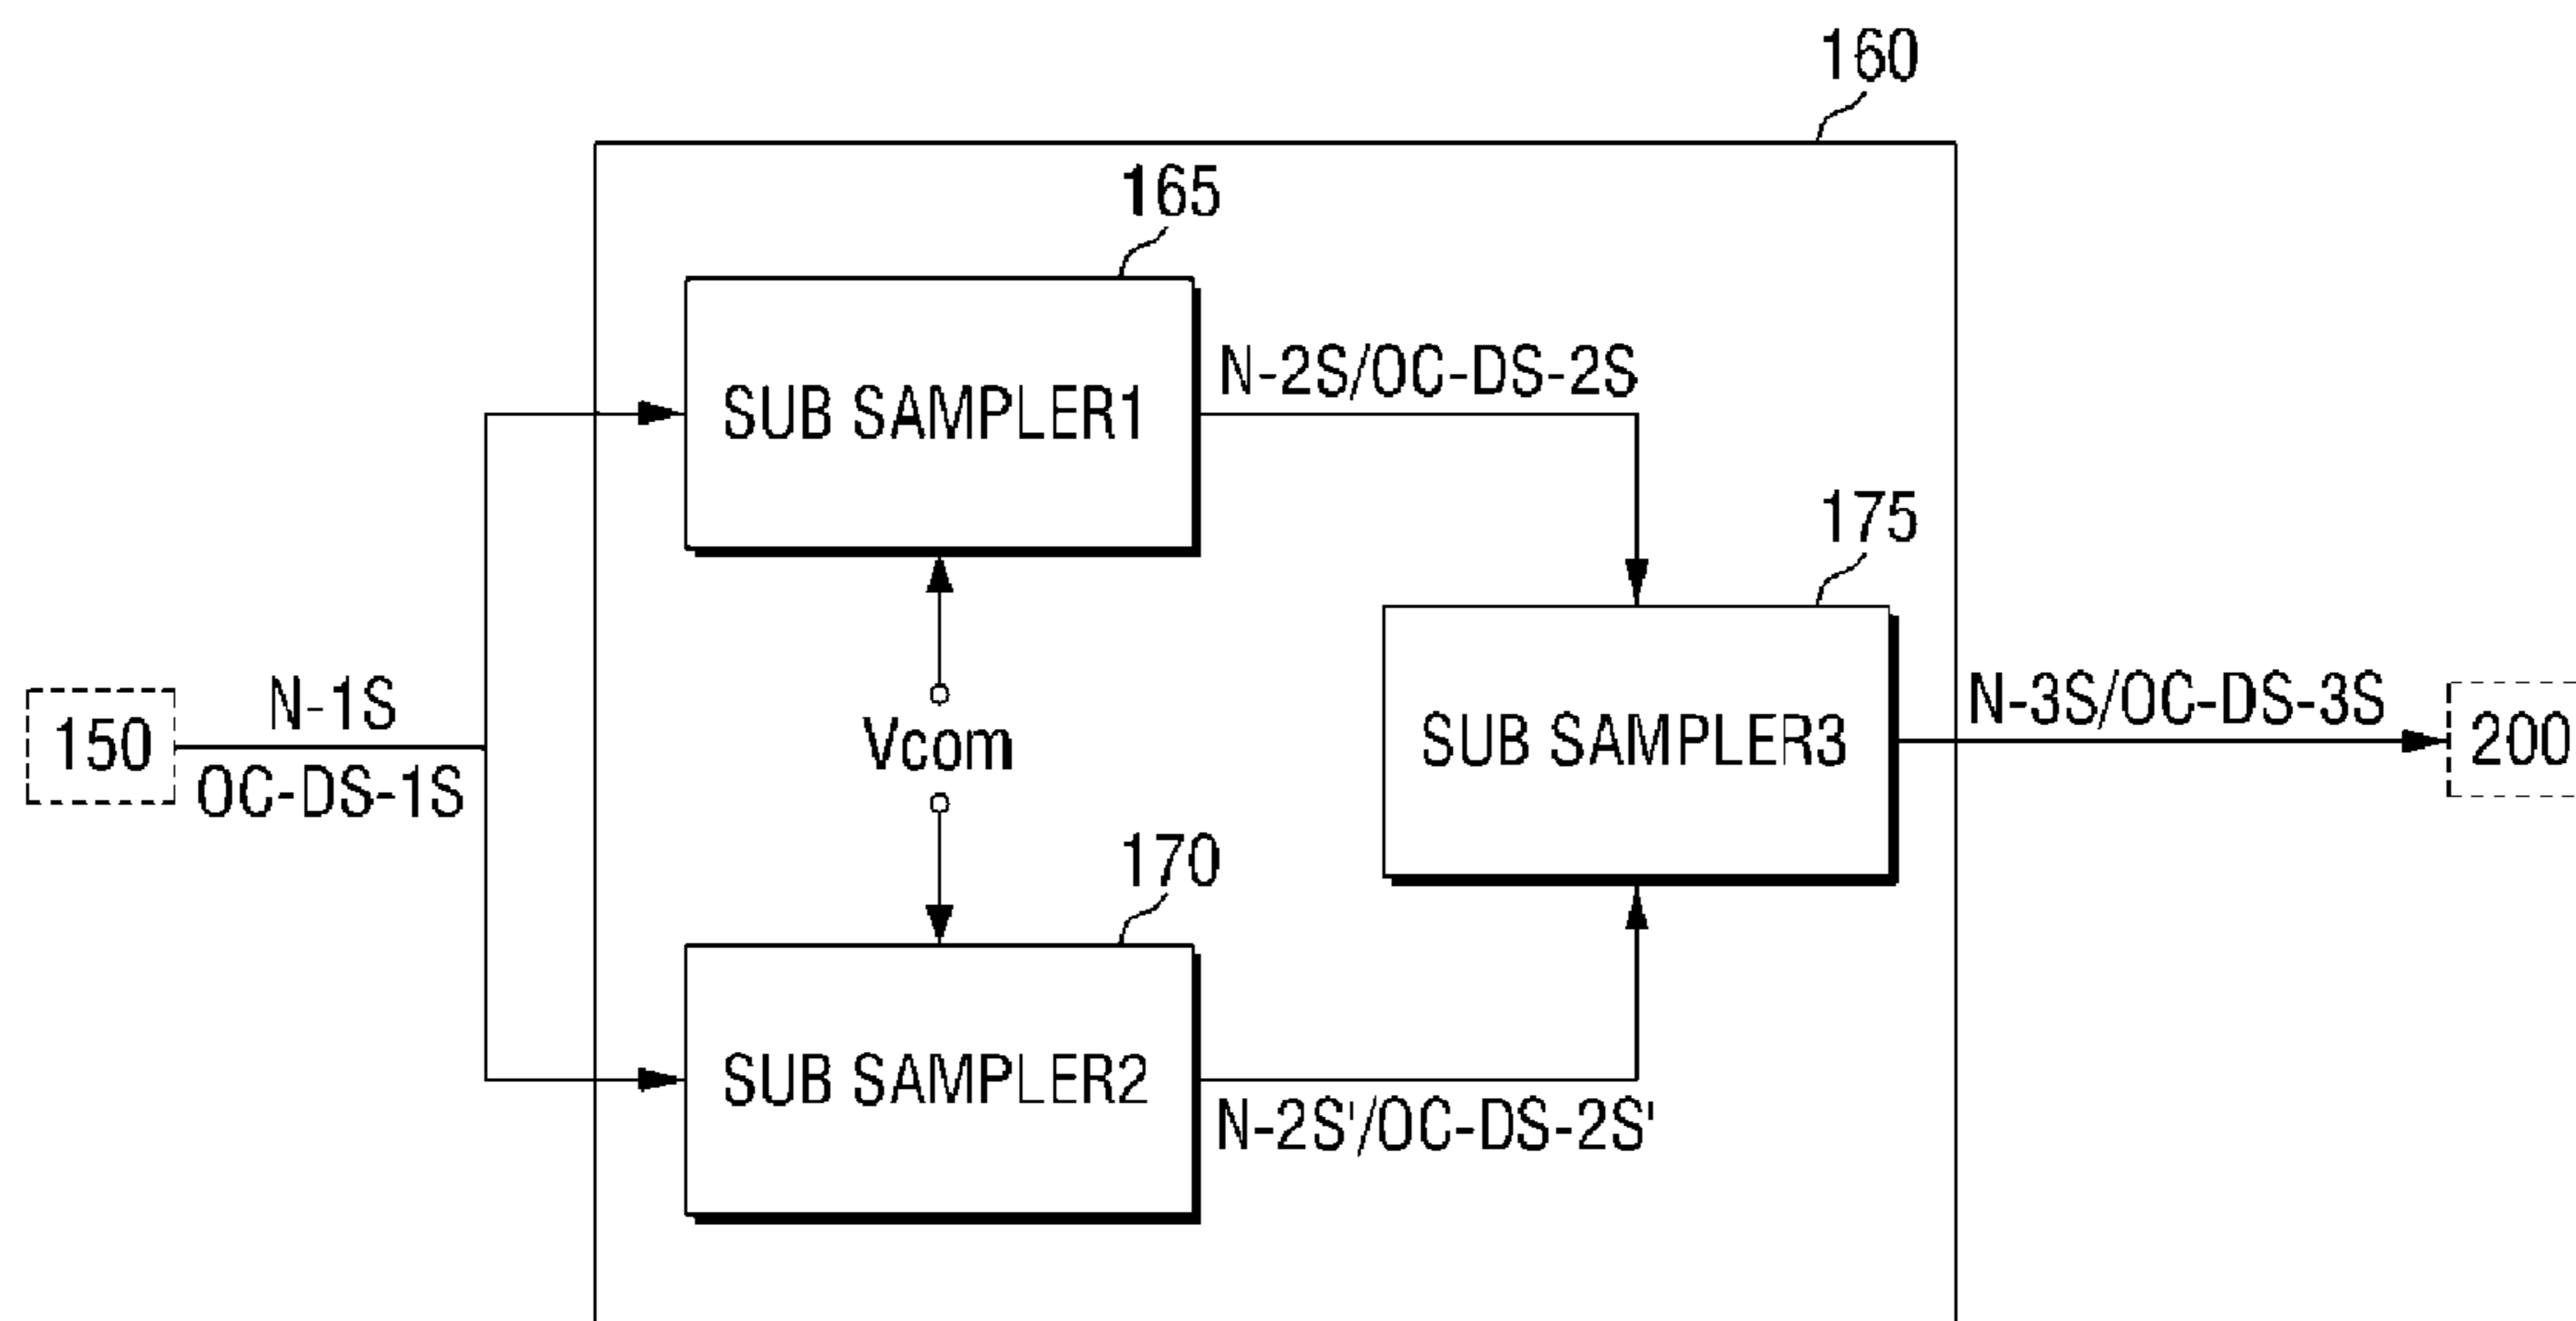 160
165
SUB SAMPLER1
N-2S/OC-DS-2S
175
N-1S
150
OC-DS-1S
Vcom
SUB SAMPLER3
N-3S/OC-DS-3S
200
170
SUB SAMPLER2
N-2S'/OC-DS-2S'